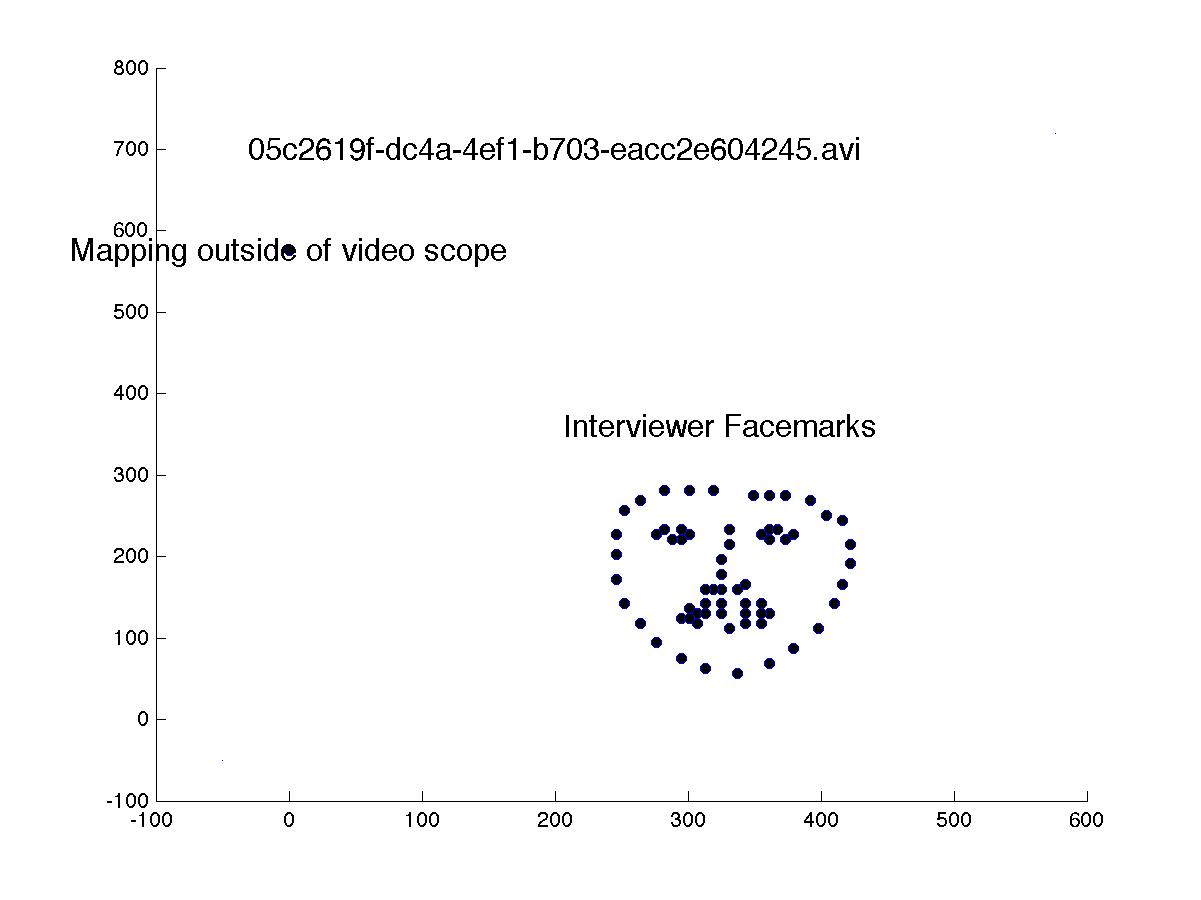 800
700
05c2619f-dc4a-4ef1-b703-eacc2e604245.avi
600
Mapping outside of video scope
500
400
Interviewer Facemarks
300
200
100
0
-100
-100 0 100 200 300 400 500 600